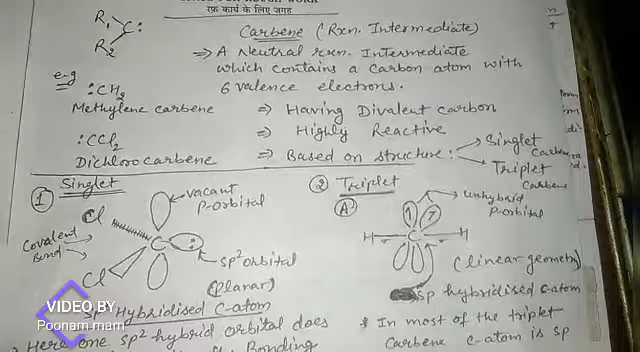 रफ़ कार्य के लिए जगह
R1
C:
R2
Carbene (Rxn. Intermediate)
⇒ A Neutral rxn. Intermediate
which contains a Carbon atom with
6 valence electrons.
e.g
:CH2
Methylene carbene ⇒ Having Divalent carbon
⇒ Highly Reactive
:CCl2
Dichlorocarbene ⇒ Based on structure: Singlet Carbene
Triplet Carbene
① Singlet
vacant
p-orbital
Cl
Covalent
Bond
C
Cl
sp2 orbital
(planar)
sp2 Hybridised C-atom
Here one sp2 hybrid orbital does
Bonding
② Triplet
A
unhybrid
p-orbital
H C H
(linear geometry)
sp hybridised C-atom
* In most of the triplet
Carbene C-atom is sp
VIDEO BY
Poonam mam